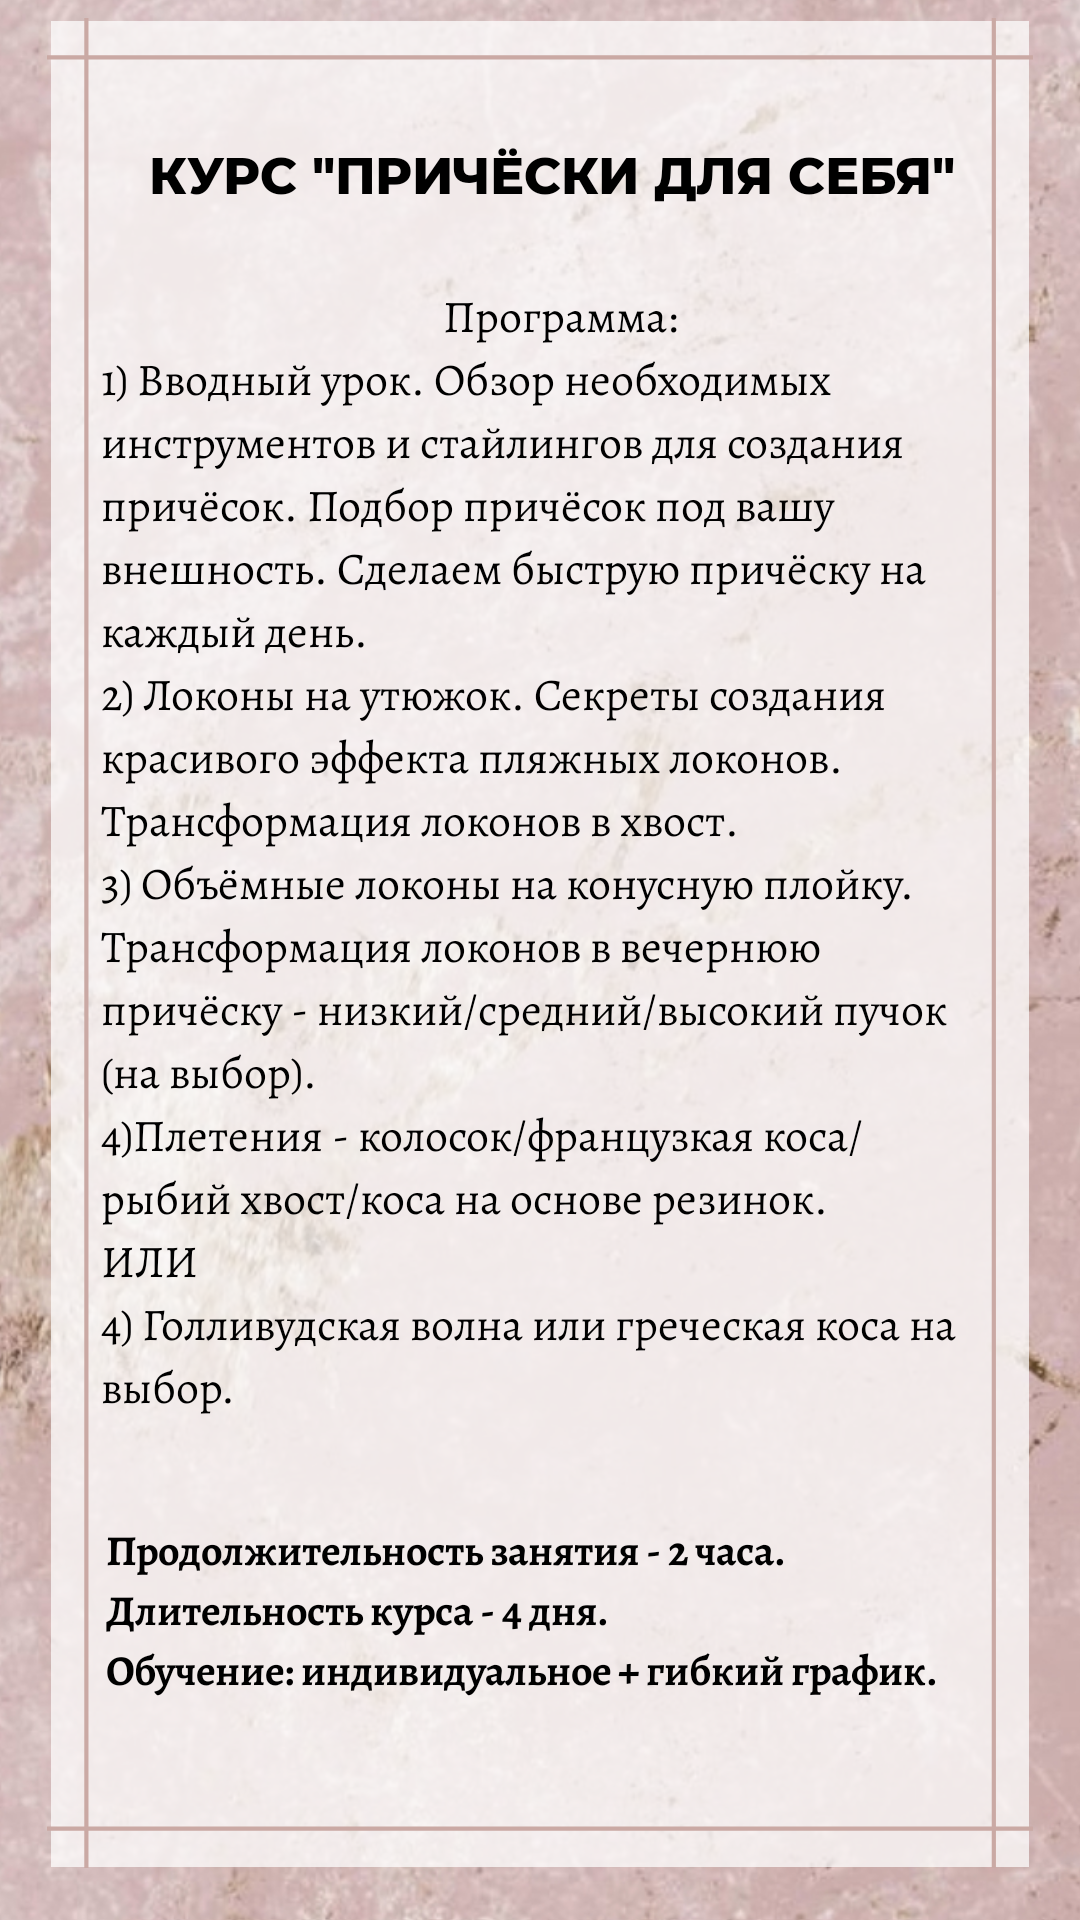 КУРС "ПРИЧЁСКИ ДЛЯ СЕБЯ"
Программа:
1) Вводный урок. Обзор необходимых
инструментов и стайлингов для создания
причёсок. Подбор причёсок под вашу
внешность. Сделаем быструю причёску на
каждый день.
2) Локоны на утюжок. Секреты создания
красивого эффекта пляжных локонов.
Трансформация локонов в хвост.
3) Объёмные локоны на конусную плойку.
Трансформация локонов в вечернюю
причёску - низкий/средний/высокий пучок
(на выбор).
4)Плетения - колосок/французкая коса/
рыбий хвост/коса на основе резинок.
ИЛИ
4) Голливудская волна или греческая коса на
выбор.
Продолжительность занятия - 2 часа.
Длительность курса - 4 дня.
Обучение: индивидуальное + гибкий график.